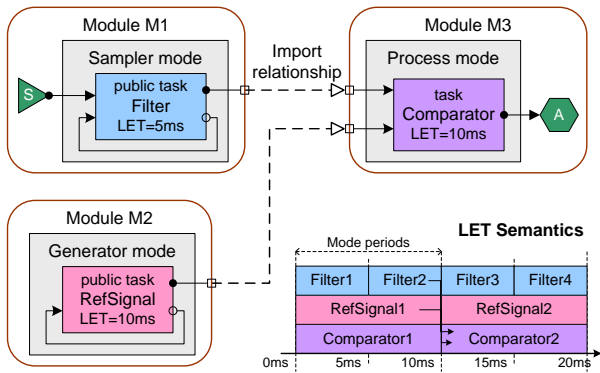 Module M1
Sampler mode
S
public task
Filter
LET=5ms
Import
relationship
Module M3
Process mode
task
Comparator
LET=10ms
A
Module M2
Generator mode
public task
RefSignal
LET=10ms
LET Semantics
Mode periods
Filter1 Filter2 Filter3 Filter4
RefSignal1 RefSignal2
Comparator1 Comparator2
0ms 5ms 10ms 15ms 20ms